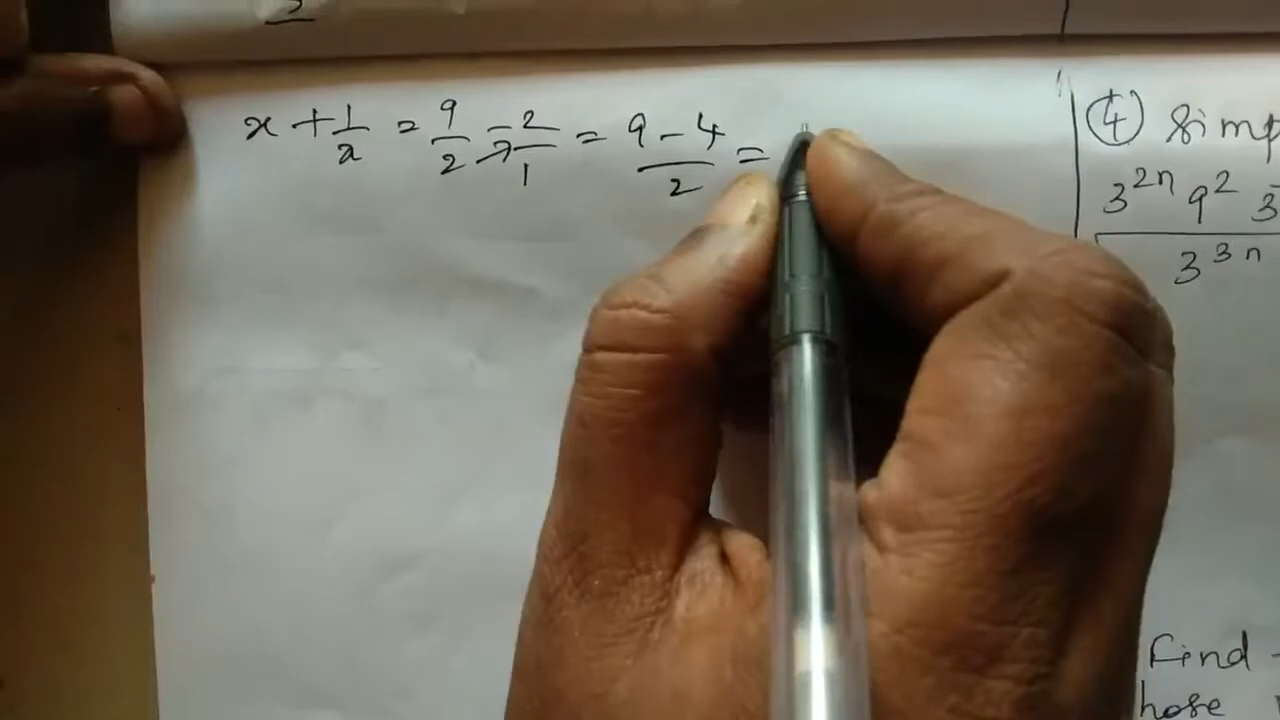 x + 1/x = 9/2 - 2/1 = 9 - 4/2 =
④ Simp
3^2n 9^2 3
3^3n
Find
hose